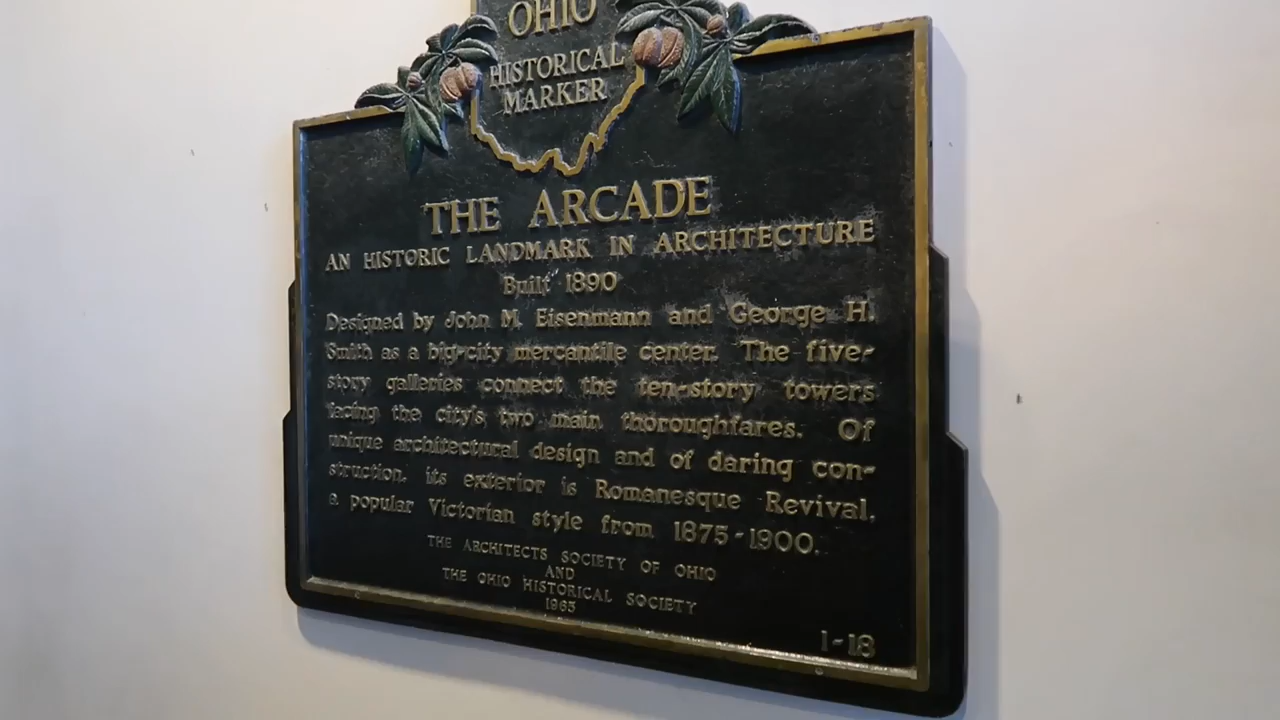 OHIO
HISTORICAL
MARKER
THE ARCADE
AN HISTORIC LANDMARK IN ARCHITECTURE
Built 1890
Designed by John M. Eisenmann and George H.
Smith as a big-city mercantile center. The five-
story galleries connect the ten-story towers
facing the city's two main thoroughfares. Of
unique architectural design and of daring con-
struction, its exterior is Romanesque Revival,
a popular Victorian style from 1875-1900.
THE ARCHITECTS SOCIETY OF OHIO
AND
THE OHIO HISTORICAL SOCIETY
1963
1-18